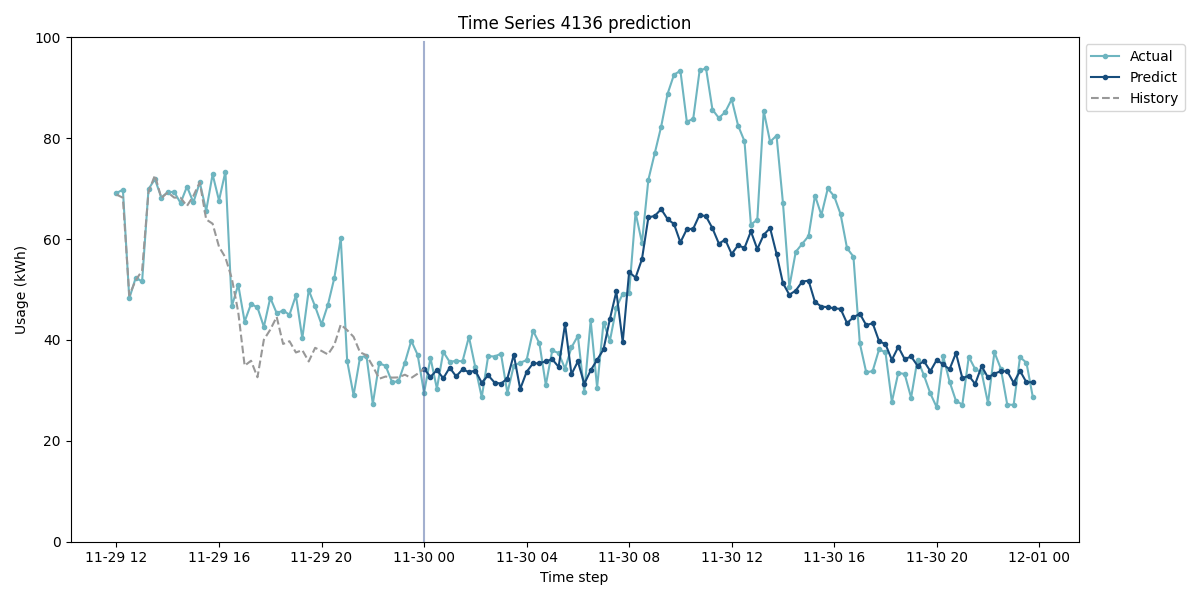 Time Series 4136 prediction
100
80
60
40
20
0
Usage (kWh)
11-29 12
11-29 16
11-29 20
11-30 00
11-30 04
11-30 08
11-30 12
11-30 16
11-30 20
12-01 00
Time step
Actual
Predict
History